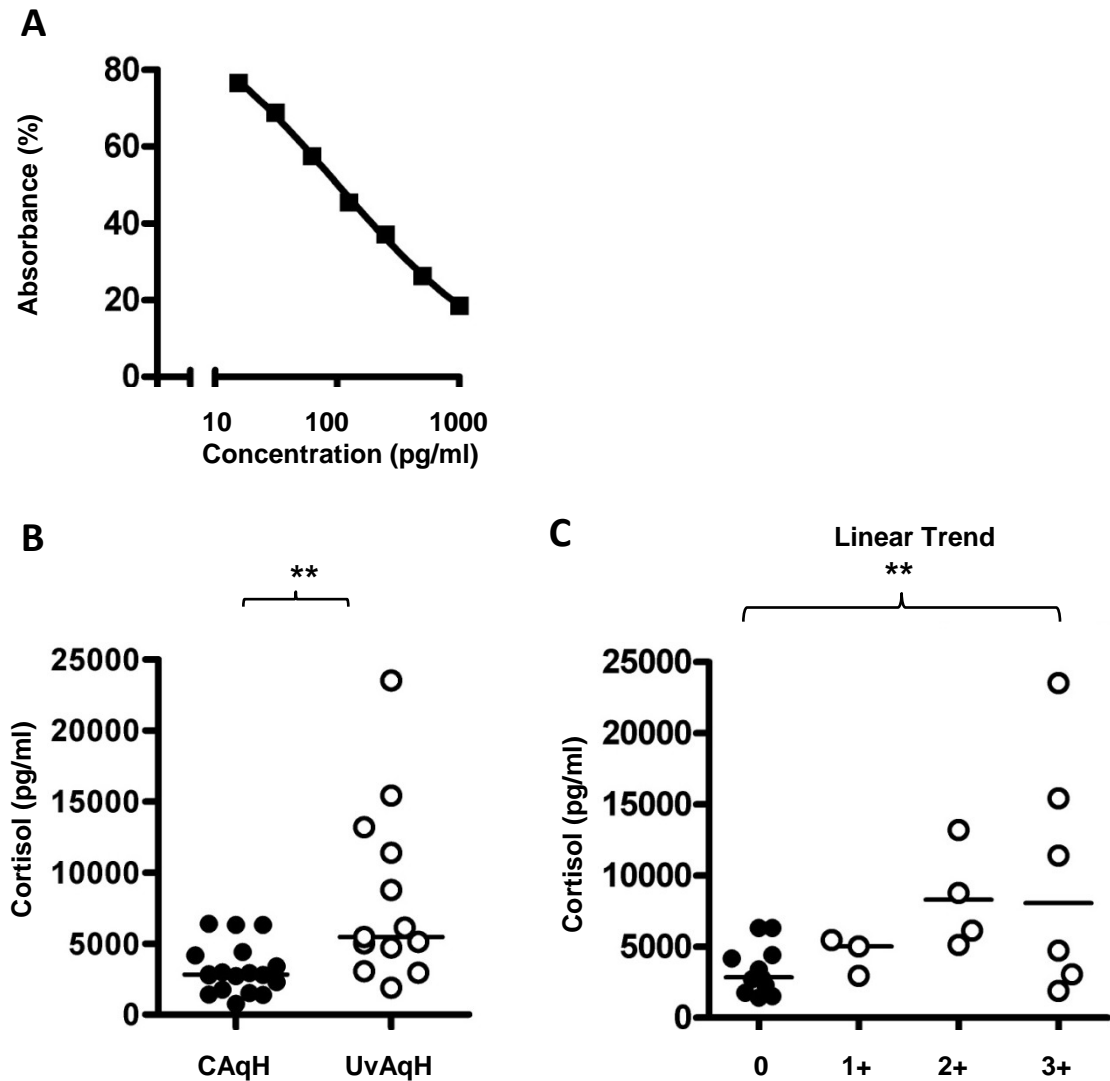 A
80
60
40
20
0
Absorbance (%)
10 100 1000
Concentration (pg/ml)
B
**
25000
20000
15000
10000
5000
0
Cortisol (pg/ml)
CAqH UvAqH
C
Linear Trend
**
25000
20000
15000
10000
5000
0
Cortisol (pg/ml)
0 1+ 2+ 3+